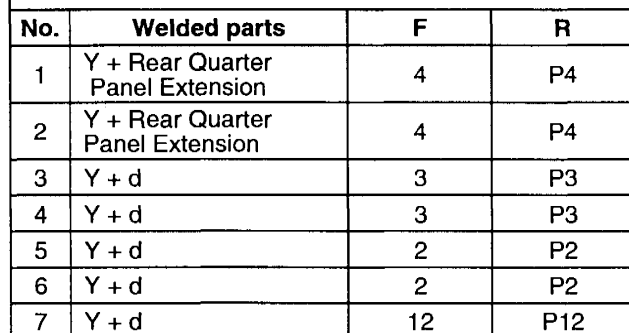 No. Welded parts F R
1 Y + Rear Quarter Panel Extension 4 P4
2 Y + Rear Quarter Panel Extension 4 P4
3 Y + d 3 P3
4 Y + d 3 P3
5 Y + d 2 P2
6 Y + d 2 P2
7 Y + d 12 P12